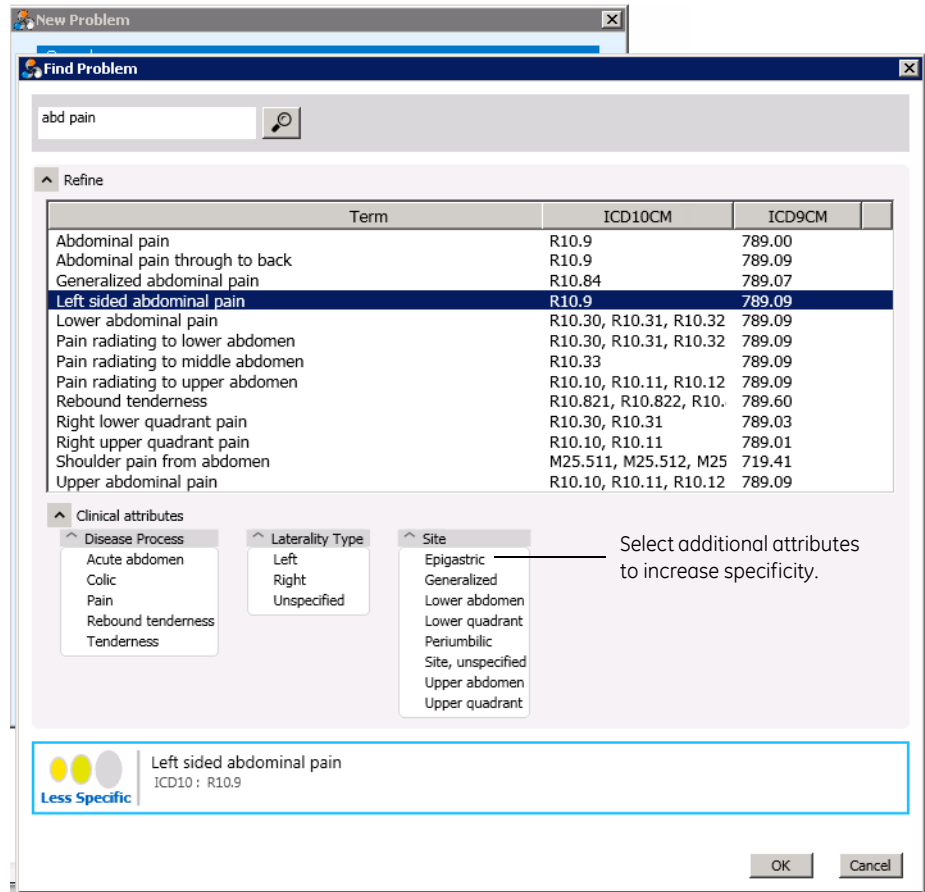 New Problem
Find Problem
abd pain
Refine
Term ICD10CM ICD9CM
Abdominal pain R10.9 789.00
Abdominal pain through to back R10.9 789.09
Generalized abdominal pain R10.84 789.07
Left sided abdominal pain R10.9 789.09
Lower abdominal pain R10.30, R10.31, R10.32 789.09
Pain radiating to lower abdomen R10.30, R10.31, R10.32 789.09
Pain radiating to middle abdomen R10.33 789.09
Pain radiating to upper abdomen R10.10, R10.11, R10.12 789.09
Rebound tenderness R10.821, R10.822, R10. 789.60
Right lower quadrant pain R10.30, R10.31 789.03
Right upper quadrant pain R10.10, R10.11 789.01
Shoulder pain from abdomen M25.511, M25.512, M25 719.41
Upper abdominal pain R10.10, R10.11, R10.12 789.09
Clinical attributes
Disease Process Laterality Type Site
Acute abdomen Left Epigastric
Colic Right Generalized
Pain Unspecified Lower abdomen
Rebound tenderness Lower quadrant
Tenderness Periumbilic
Site, unspecified
Upper abdomen
Upper quadrant
Select additional attributes
to increase specificity.
Left sided abdominal pain
ICD10 : R10.9
Less Specific
OK Cancel